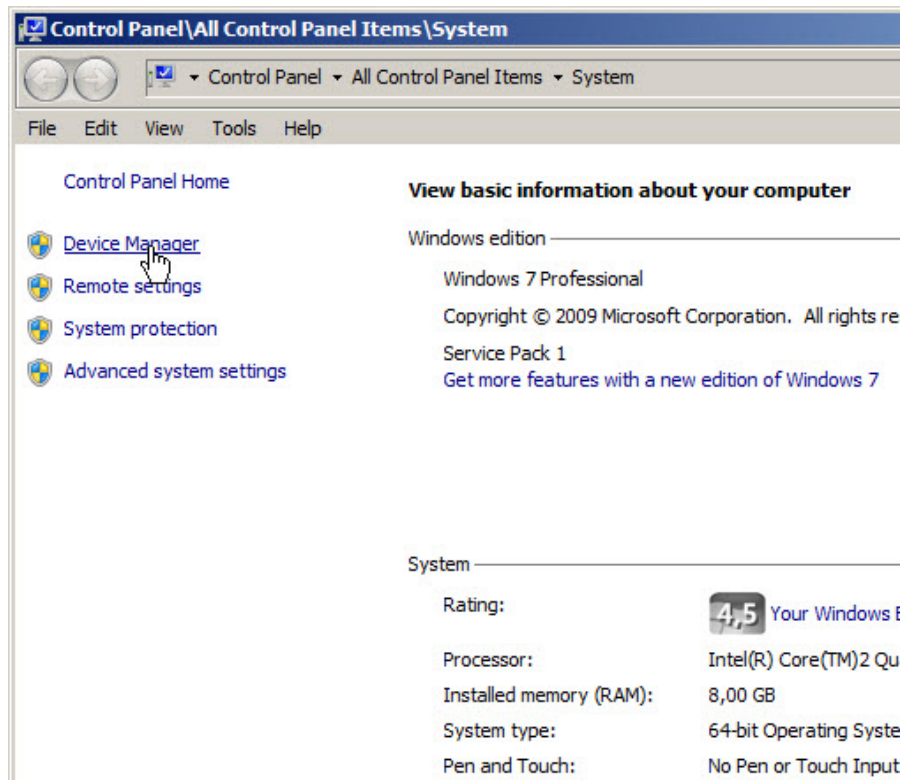 Control Panel\All Control Panel Items\System
Control Panel All Control Panel Items System
File Edit View Tools Help
Control Panel Home
Device Manager
Remote settings
System protection
Advanced system settings
View basic information about your computer
Windows edition
Windows 7 Professional
Copyright © 2009 Microsoft Corporation. All rights re
Service Pack 1
Get more features with a new edition of Windows 7
System
Rating: 4,5 Your Windows E
Processor: Intel(R) Core(TM)2 Qu
Installed memory (RAM): 8,00 GB
System type: 64-bit Operating Syste
Pen and Touch: No Pen or Touch Input